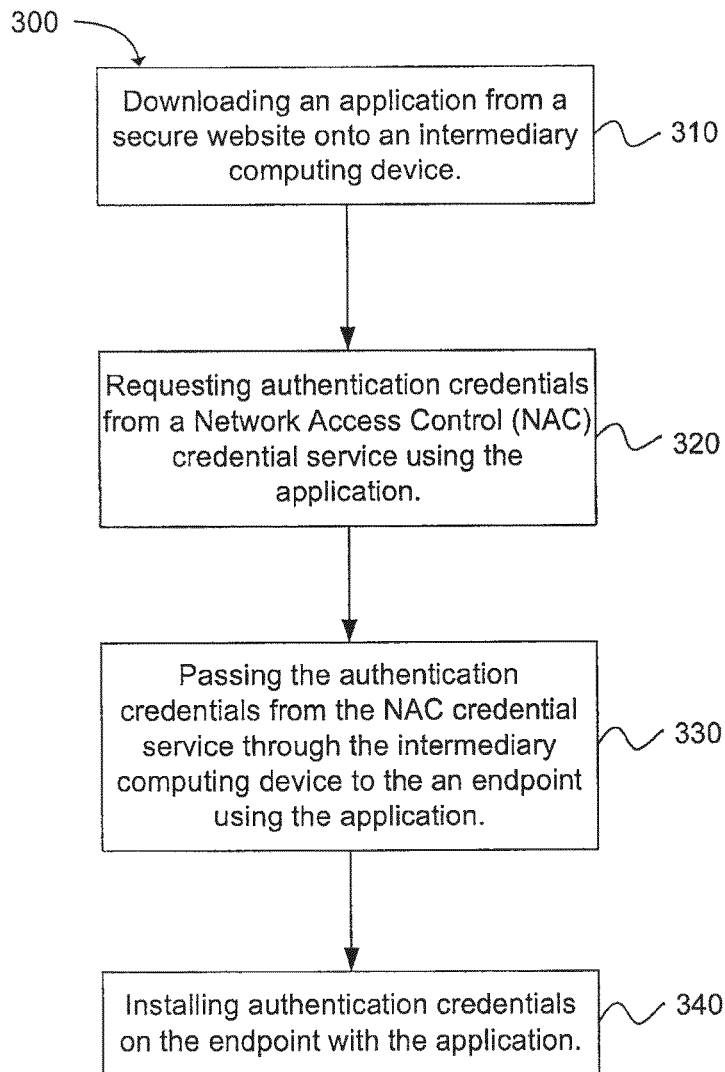 300
Downloading an application from a
secure website onto an intermediary
computing device.
310
Requesting authentication credentials
from a Network Access Control (NAC)
credential service using the
application.
320
Passing the authentication
credentials from the NAC credential
service through the intermediary
computing device to the an endpoint
using the application.
330
Installing authentication credentials
on the endpoint with the application.
340